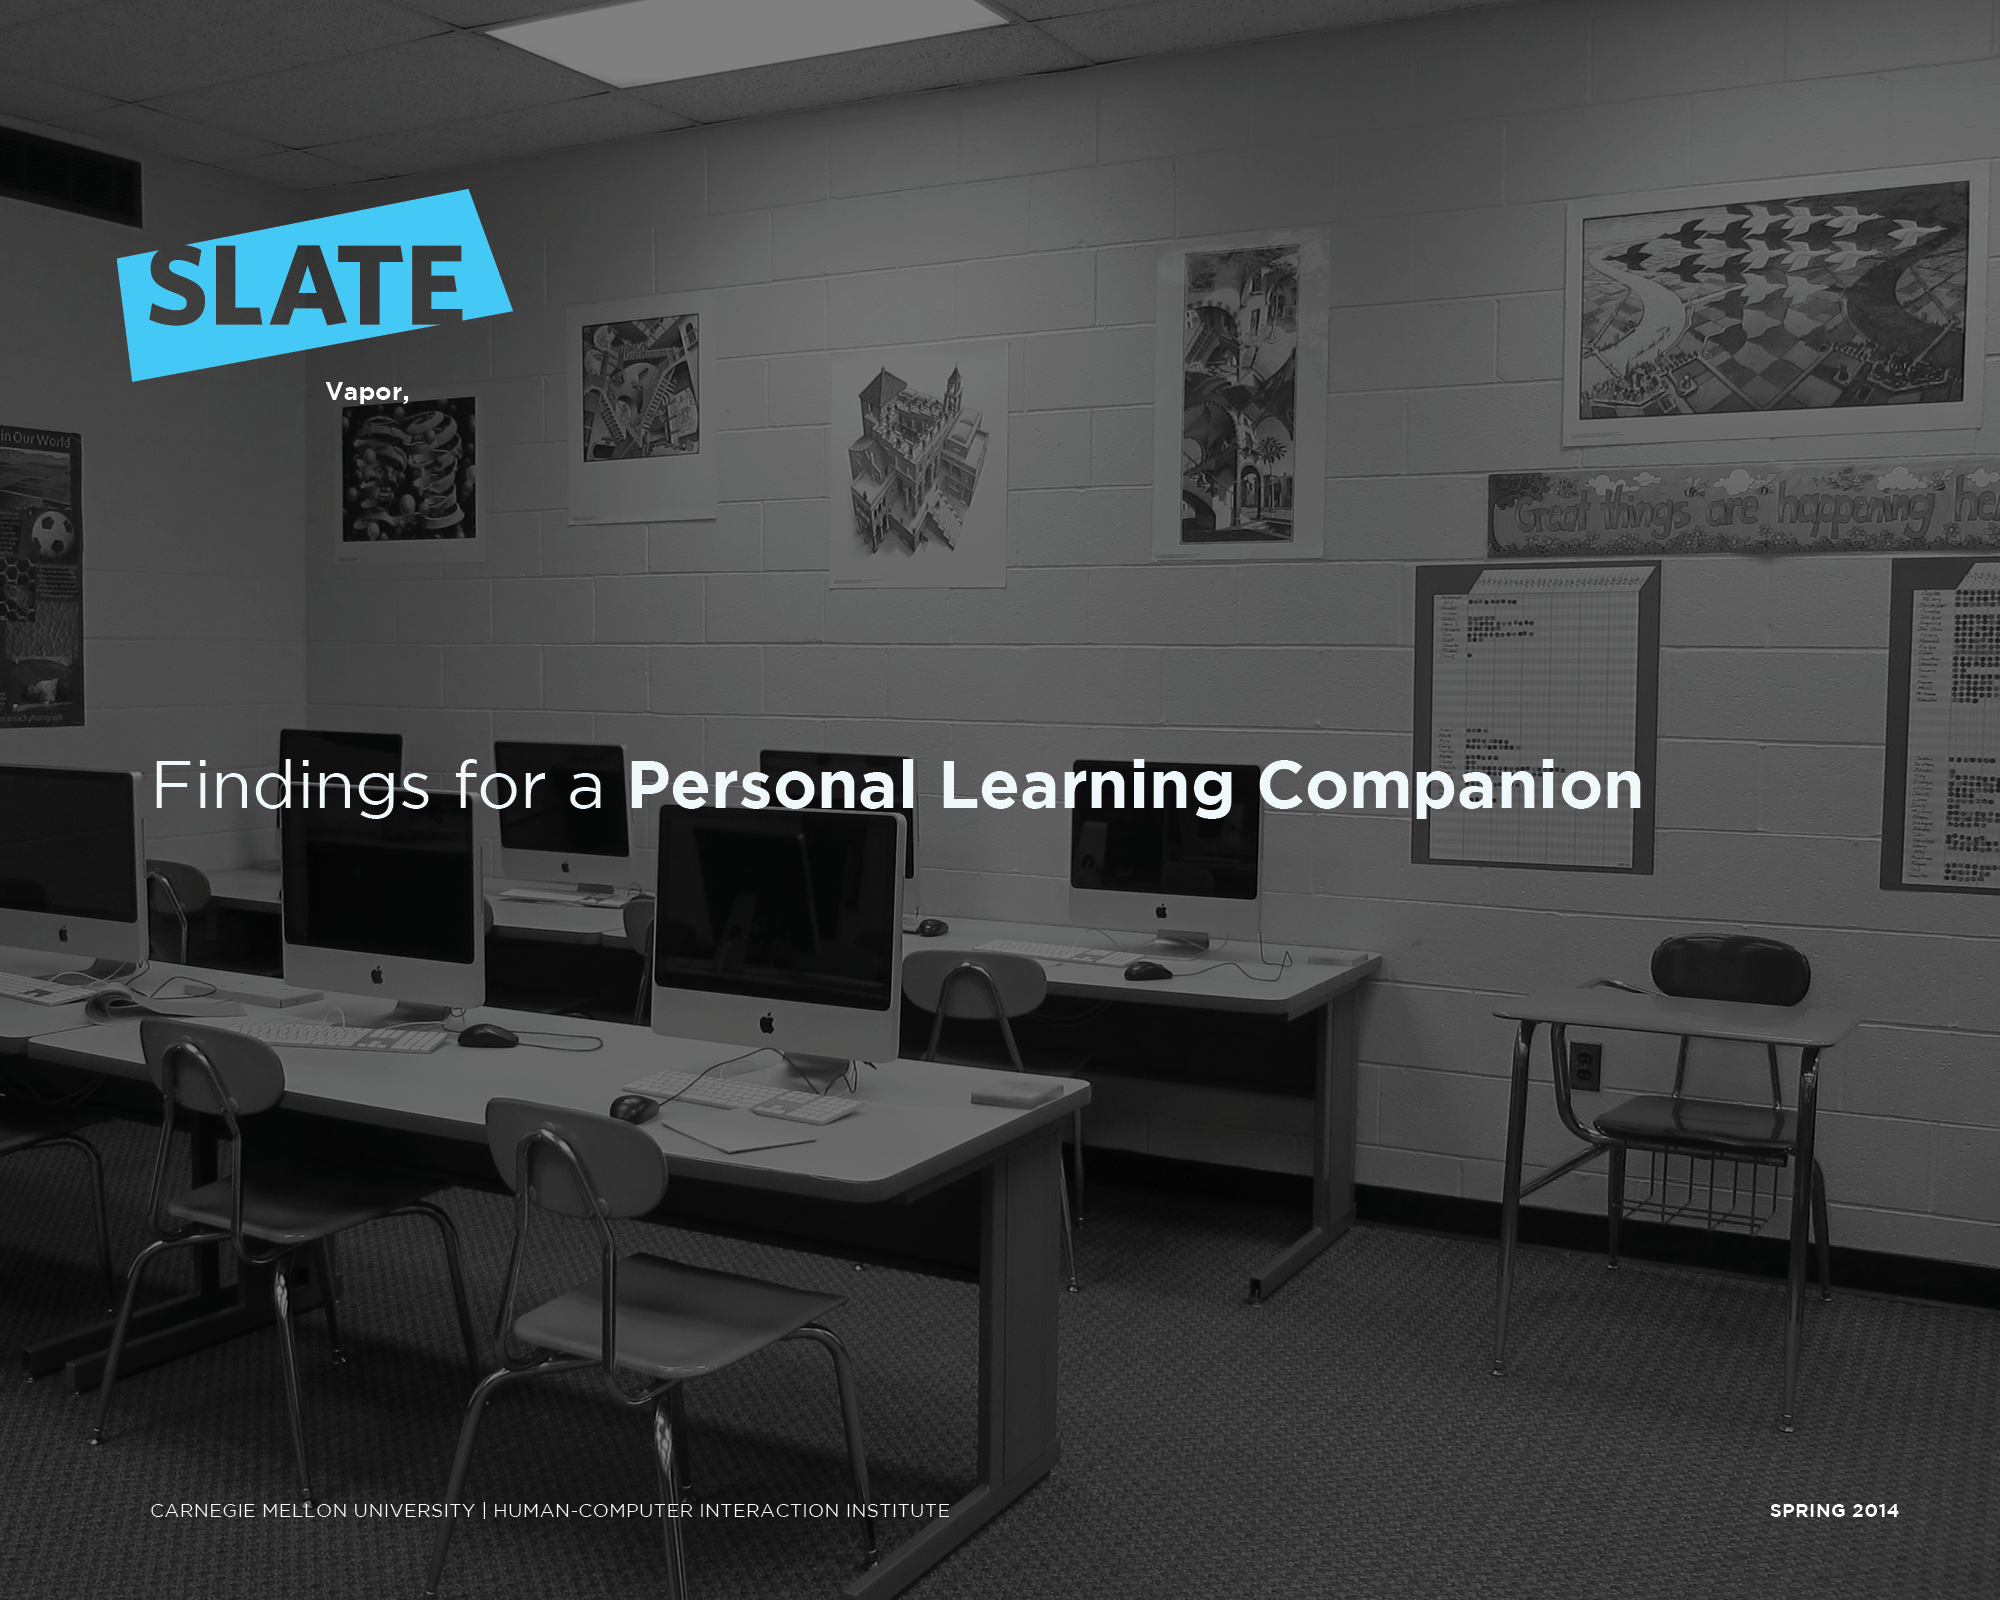 SLATE
Vapor,
in Our World
Great things are happening
Findings for a Personal Learning Companion
CARNEGIE MELLON UNIVERSITY | HUMAN-COMPUTER INTERACTION INSTITUTE
SPRING 2014